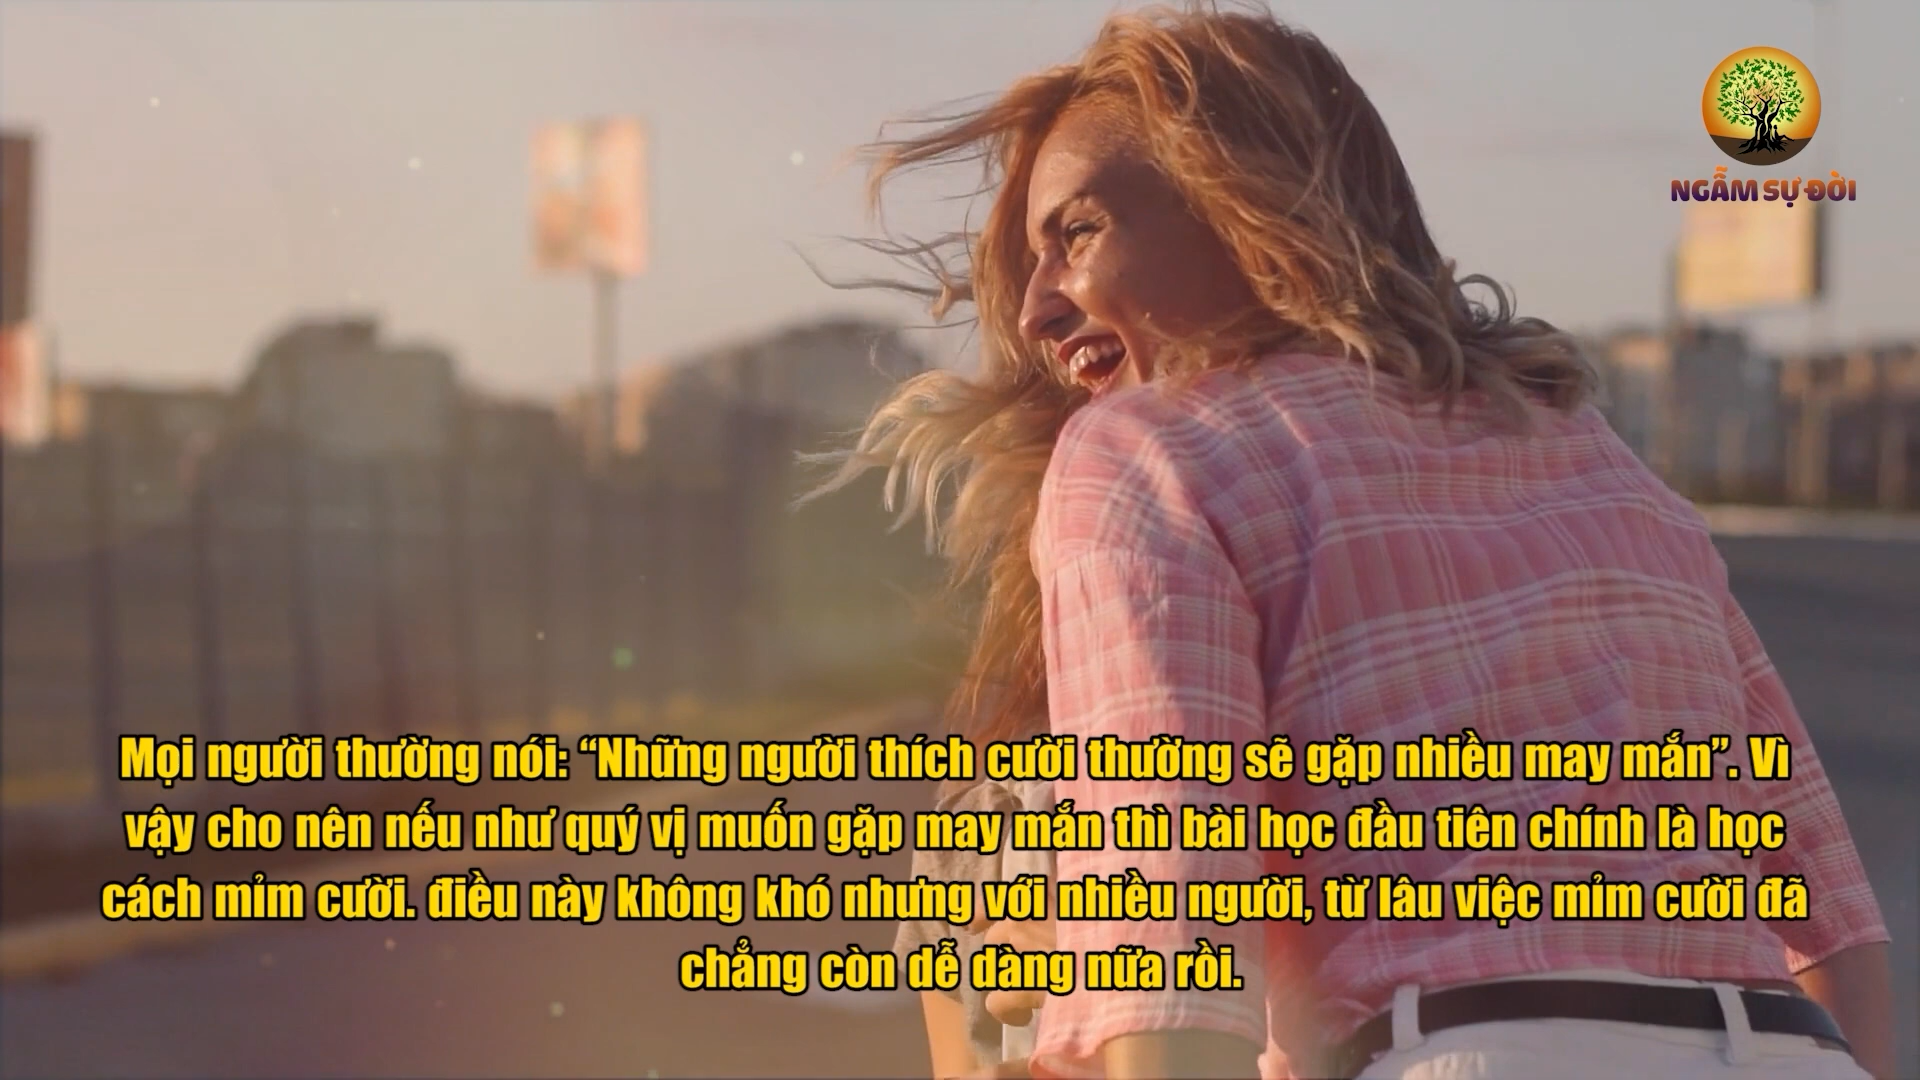 NGẪM SỰ ĐỜI
Mọi người thường nói: “Những người thích cười thường sẽ gặp nhiều may mắn”. Vì
vậy cho nên nếu như quý vị muốn gặp may mắn thì bài học đầu tiên chính là học
cách mỉm cười. điều này không khó nhưng với nhiều người, từ lâu việc mỉm cười đã
chẳng còn dễ dàng nữa rồi.